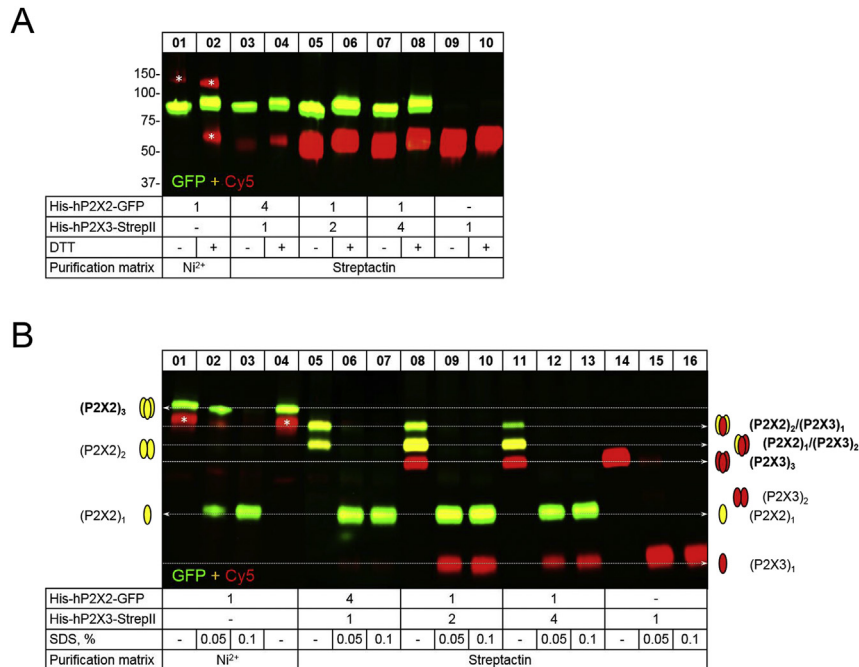 A
01 02 03 04 05 06 07 08 09 10
150-
* *
100-
75-
*
50-
37-
GFP + Cy5
His-hP2X2-GFP 1 4 1 1 -
His-hP2X3-StrepII - 1 2 4 1
DTT - + - + - + - + - +
Purification matrix Ni2+ Streptactin
B
01 02 03 04 05 06 07 08 09 10 11 12 13 14 15 16
(P2X2)3
* *
(P2X2)2/(P2X3)1
(P2X2)2
(P2X2)1/(P2X3)2
(P2X3)3
(P2X3)2
(P2X2)1 (P2X2)1
(P2X3)1
GFP + Cy5
His-hP2X2-GFP 1 4 1 1 -
His-hP2X3-StrepII - 1 2 4 1
SDS, % - 0.05 0.1 - - 0.05 0.1 - 0.05 0.1 - 0.05 0.1 - 0.05 0.1
Purification matrix Ni2+ Streptactin